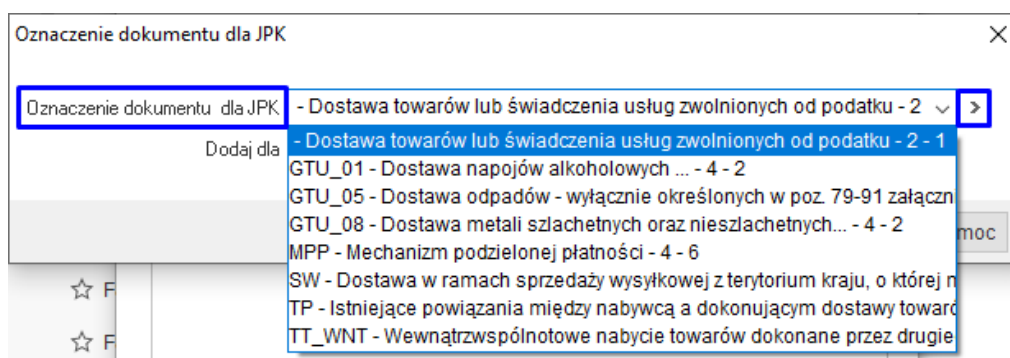 Oznaczenie dokumentu dla JPK
Oznaczenie dokumentu dla JPK - Dostawa towarów lub świadczenia usług zwolnionych od podatku - 2
Dodaj dla - Dostawa towarów lub świadczenia usług zwolnionych od podatku - 2 - 1
GTU_01 - Dostawa napojów alkoholowych ... - 4 - 2
GTU_05 - Dostawa odpadów - wyłącznie określonych w poz. 79-91 załączni
GTU_08 - Dostawa metali szlachetnych oraz nieszlachetnych... - 4 - 2
moc
MPP - Mechanizm podzielonej płatności - 4 - 6
SW - Dostawa w ramach sprzedaży wysyłkowej z terytorium kraju, o której
F
TP - Istniejące powiązania między nabywcą a dokonującym dostawy
TT_WNT - Wewnątrzwspólnotowe nabycie towarów dokonane przez drugie
F